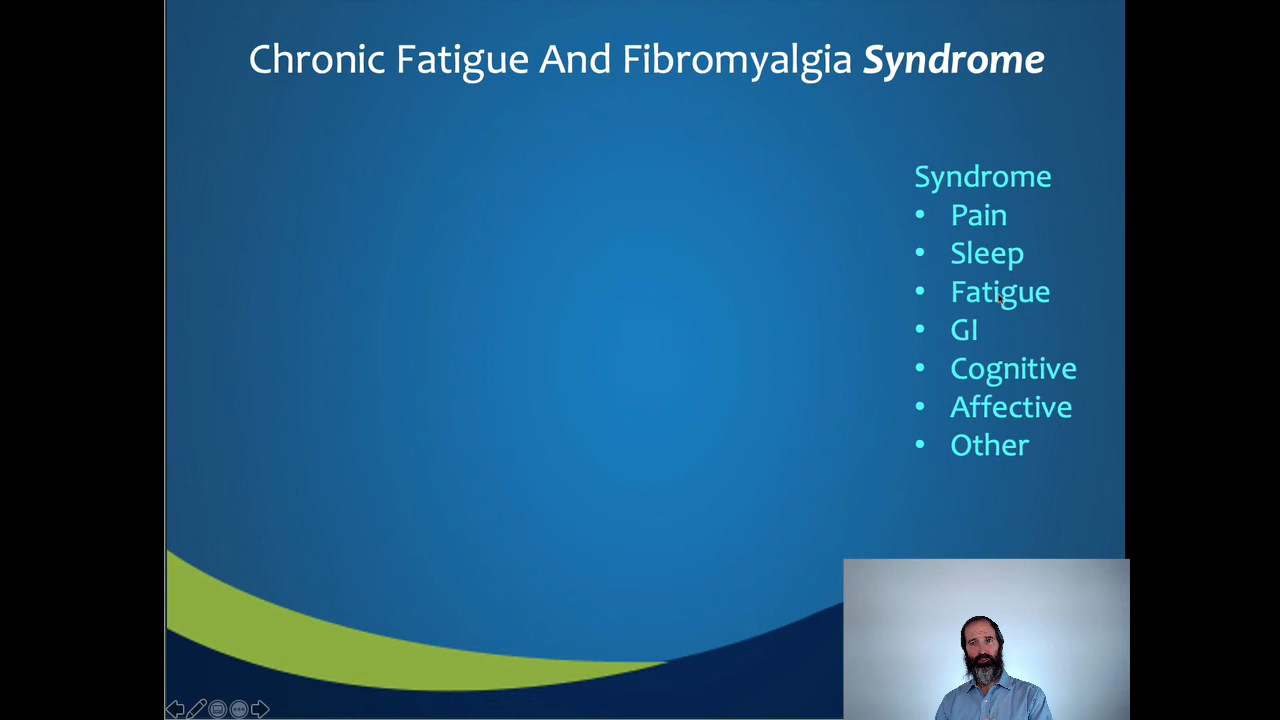 Chronic Fatigue And Fibromyalgia Syndrome
Syndrome
• Pain
• Sleep
• Fatigue
• GI
• Cognitive
• Affective
• Other